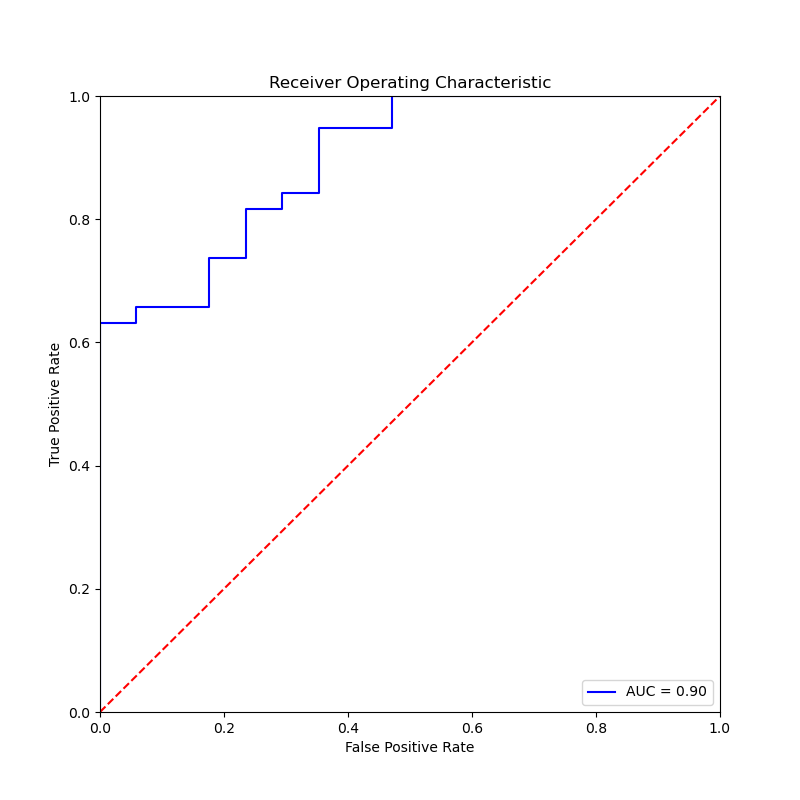 Receiver Operating Characteristic
True Positive Rate
1.0
0.8
0.6
0.4
0.2
0.0
AUC = 0.90
0.0 0.2 0.4 0.6 0.8 1.0
False Positive Rate